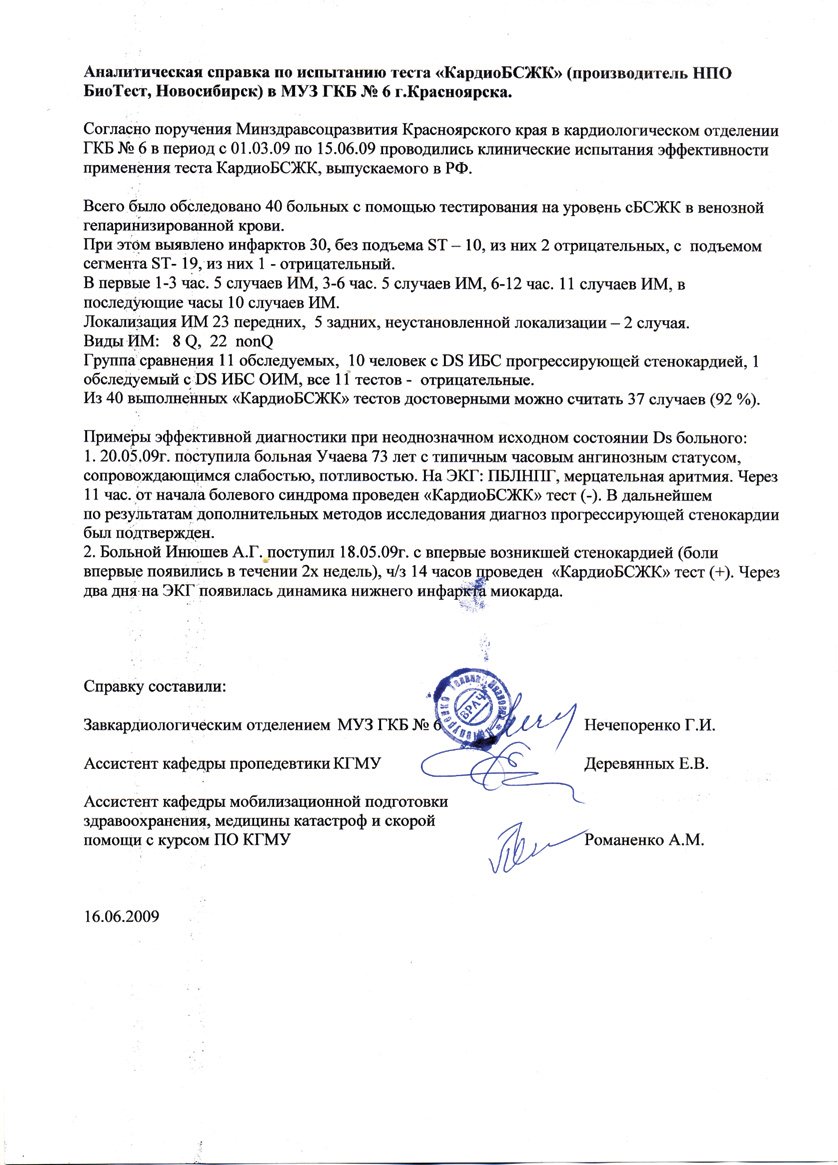 Аналитическая справка по испытанию теста «КардиоБСЖК» (производитель НПО
БиоТест, Новосибирск) в МУЗ ГКБ № 6 г.Красноярска.
Согласно поручения Минздравсоцразвития Красноярского края в кардиологическом отделении
ГКБ № 6 в период с 01.03.09 по 15.06.09 проводились клинические испытания эффективности
применения теста КардиоБСЖК, выпускаемого в РФ.
Всего было обследовано 40 больных с помощью тестирования на уровень сБСЖК в венозной
гепаринизированной крови.
При этом выявлено инфарктов 30, без подъема ST – 10, из них 2 отрицательных, с  подъемом
сегмента ST- 19, из них 1 - отрицательный.
В первые 1-3 час. 5 случаев ИМ, 3-6 час. 5 случаев ИМ, 6-12 час. 11 случаев ИМ, в
последующие часы 10 случаев ИМ.
Локализация ИМ 23 передних,  5 задних, неустановленной локализации – 2 случая.
Виды ИМ:   8 Q,  22  nonQ
Группа сравнения 11 обследуемых,  10 человек с DS ИБС прогрессирующей стенокардией, 1
обследуемый с DS ИБС ОИМ, все 11 тестов -  отрицательные.
Из 40 выполненных «КардиоБСЖК» тестов достоверными можно считать 37 случаев (92 %).
Примеры эффективной диагностики при неоднозначном исходном состоянии Ds больного:
1. 20.05.09г. поступила больная Учаева 73 лет с типичным часовым ангинозным статусом,
сопровождающимся слабостью, потливостью. На ЭКГ: ПБЛНПГ, мерцательная аритмия. Через
11 час. от начала болевого синдрома проведен «КардиоБСЖК» тест (-). В дальнейшем
по результатам дополнительных методов исследования диагноз прогрессирующей стенокардии
был подтвержден.
2. Больной Инюшев А.Г. поступил 18.05.09г. с впервые возникшей стенокардией (боли
впервые появились в течении 2х недель), ч/з 14 часов проведен  «КардиоБСЖК» тест (+). Через
два дня на ЭКГ появилась динамика нижнего инфаркта миокарда.
Справку составили:
Завкардиологическим отделением  МУЗ ГКБ № 6 Нечепоренко Г.И.
ВРАЧ
Ассистент кафедры пропедевтики КГМУ Деревянных Е.В.
Ассистент кафедры мобилизационной подготовки
здравоохранения, медицины катастроф и скорой
помощи с курсом ПО КГМУ Романенко А.М.
16.06.2009